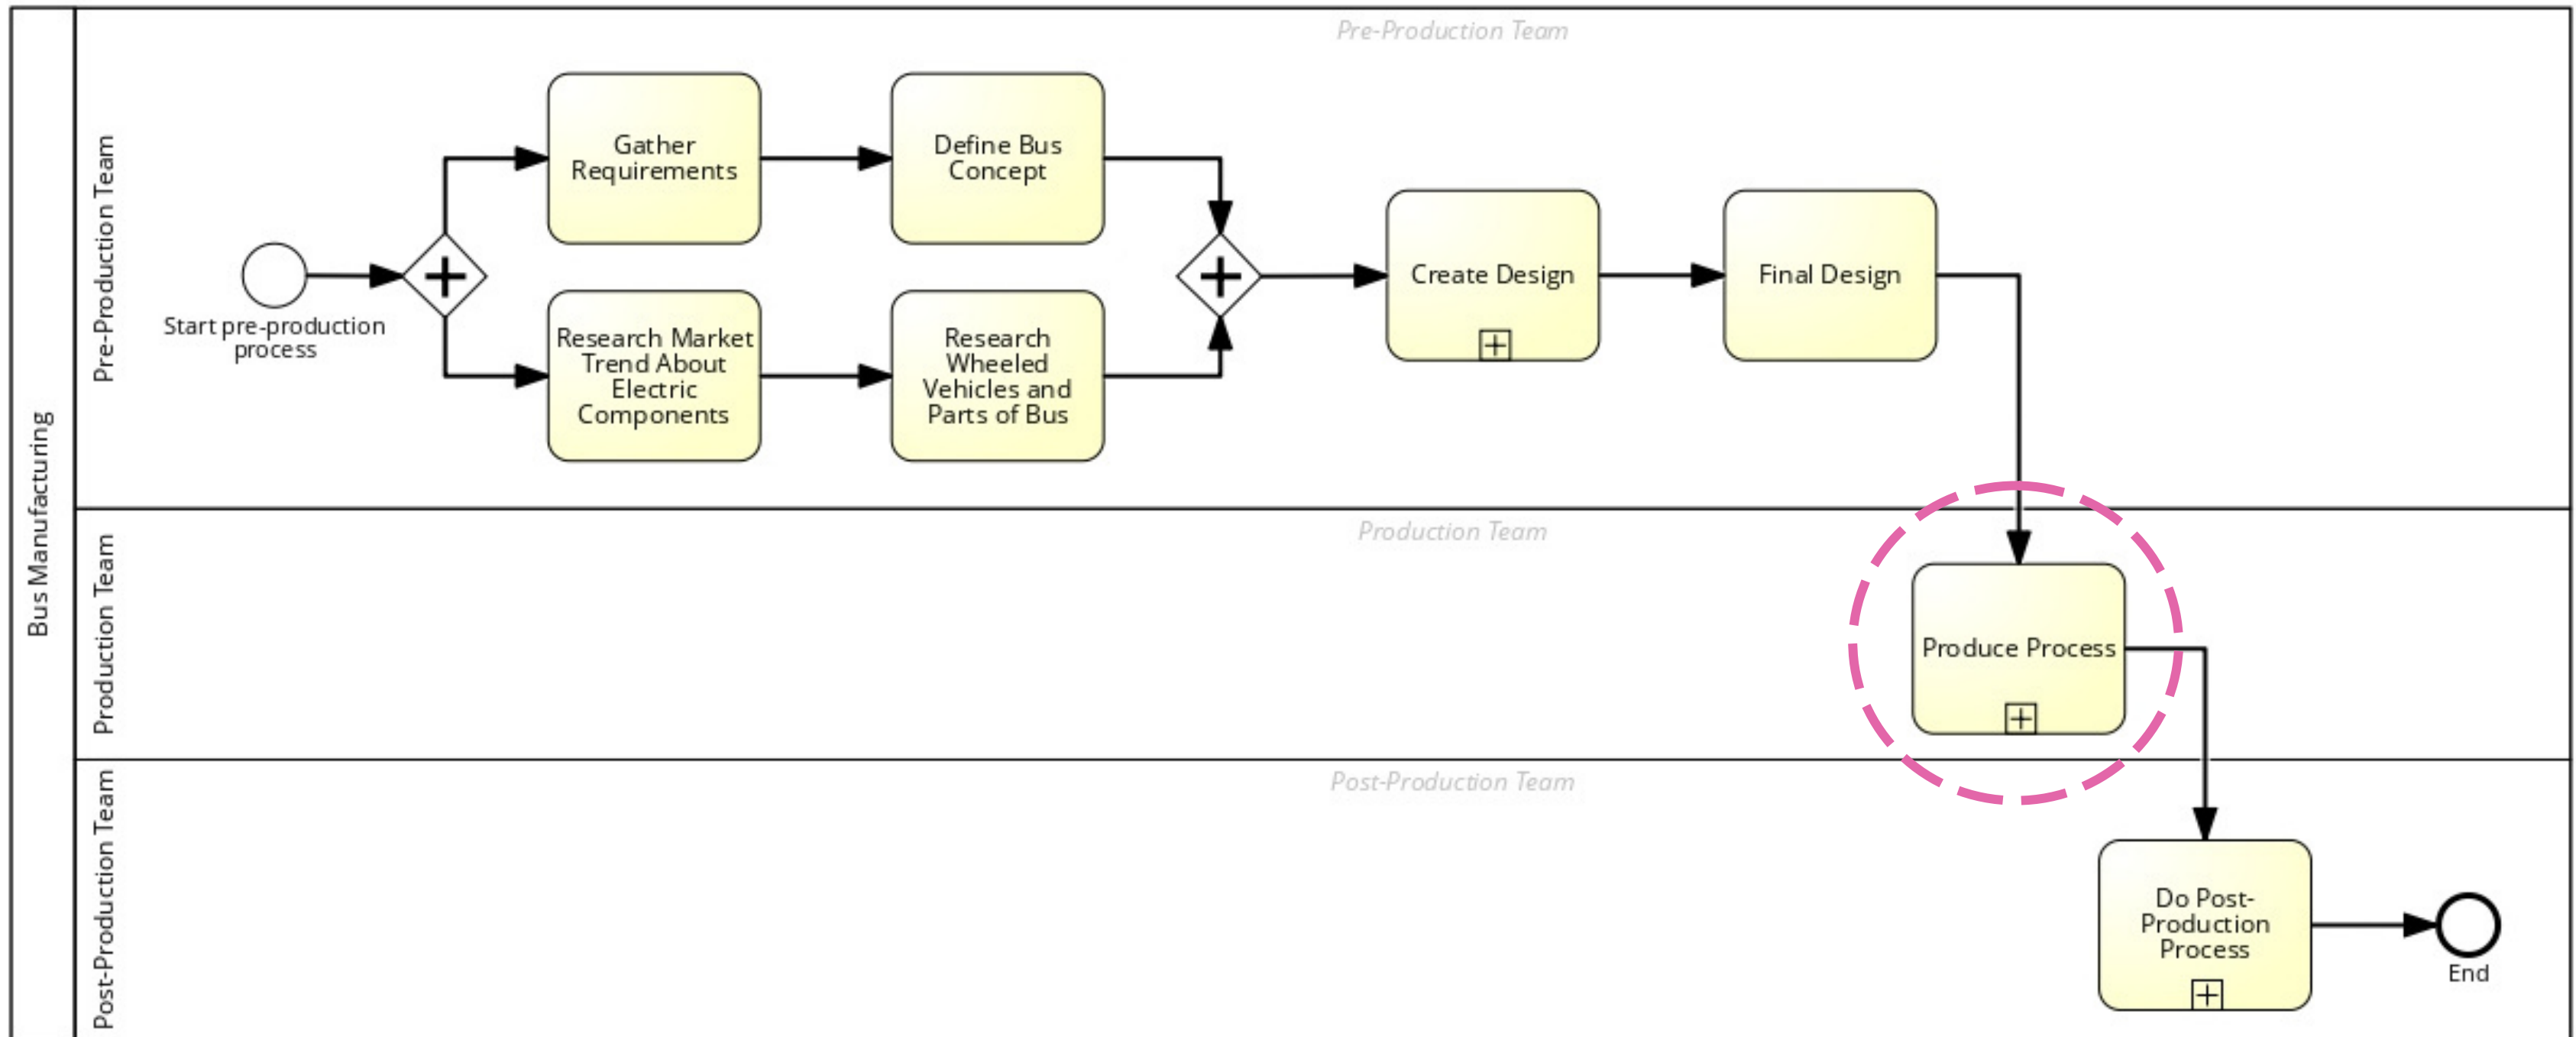 Bus Manufacturing
Pre-Production Team
Pre-Production Team
Start pre-production
process
Gather
Requirements
Define Bus
Concept
Research Market
Trend About
Electric
Components
Research
Wheeled
Vehicles and
Parts of Bus
Create Design
Final Design
Production Team
Production Team
Produce Process
Post-Production Team
Post-Production Team
Do Post-
Production
Process
End